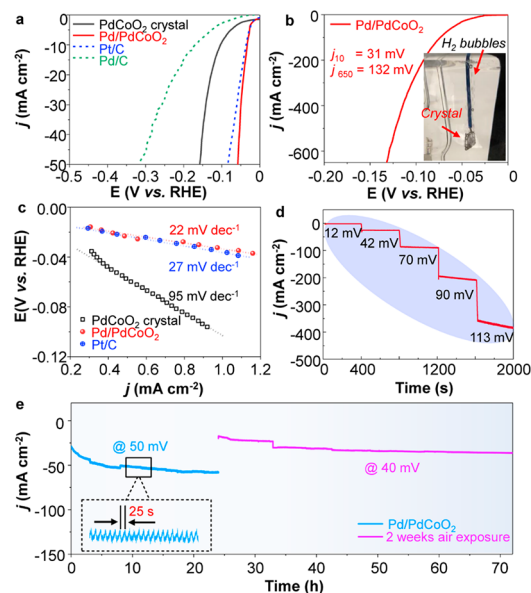 a
PdCoO2 crystal
Pd/PdCoO2
Pt/C
Pd/C
j (mA cm-2)
0
-10
-20
-30
-40
-50
-0.5 -0.4 -0.3 -0.2 -0.1 0
E (V vs. RHE)
b
j10 = 31 mV
j650 = 132 mV
H2 bubbles
Crystal
j (mA cm-2)
0
-200
-400
-600
-0.20 -0.15 -0.10 -0.05 0
E (V vs. RHE)
c
22 mV dec-1
27 mV dec-1
95 mV dec-1
PdCoO2 crystal
Pd/PdCoO2
Pt/C
E(V vs. RHE)
0.00
-0.04
-0.08
-0.12
0.2 0.4 0.6 0.8 1.0 1.2
j (mA cm-2)
d
12 mV
42 mV
70 mV
90 mV
113 mV
j (mA cm-2)
0
-100
-200
-300
-400
-500
0 400 800 1200 1600 2000
Time (s)
e
@ 50 mV
@ 40 mV
25 s
Pd/PdCoO2
2 weeks air exposure
j (mA cm-2)
0
-50
-100
-150
0 10 20 30 40 50 60 70
Time (h)